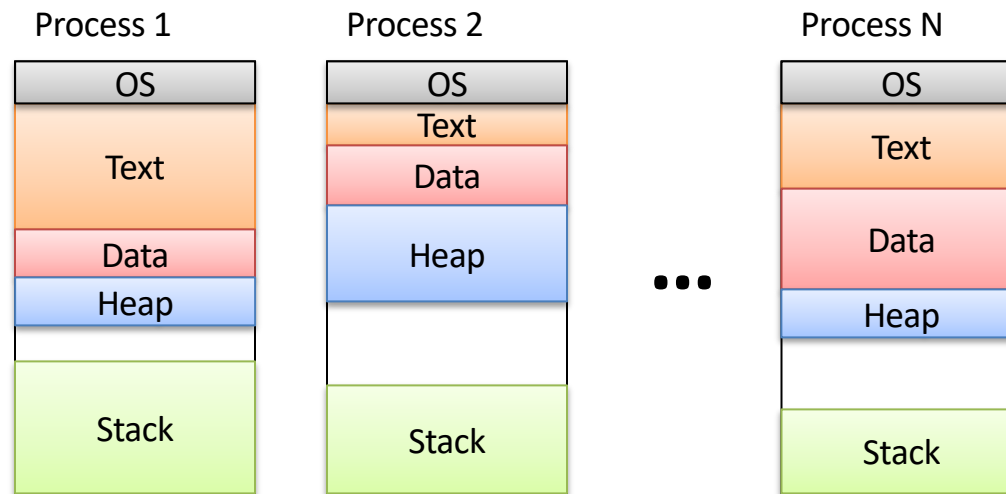 Process 1
Process 2
Process N
OS
Text
Data
Heap
Stack
OS
Text
Data
Heap
Stack
...
OS
Text
Data
Heap
Stack